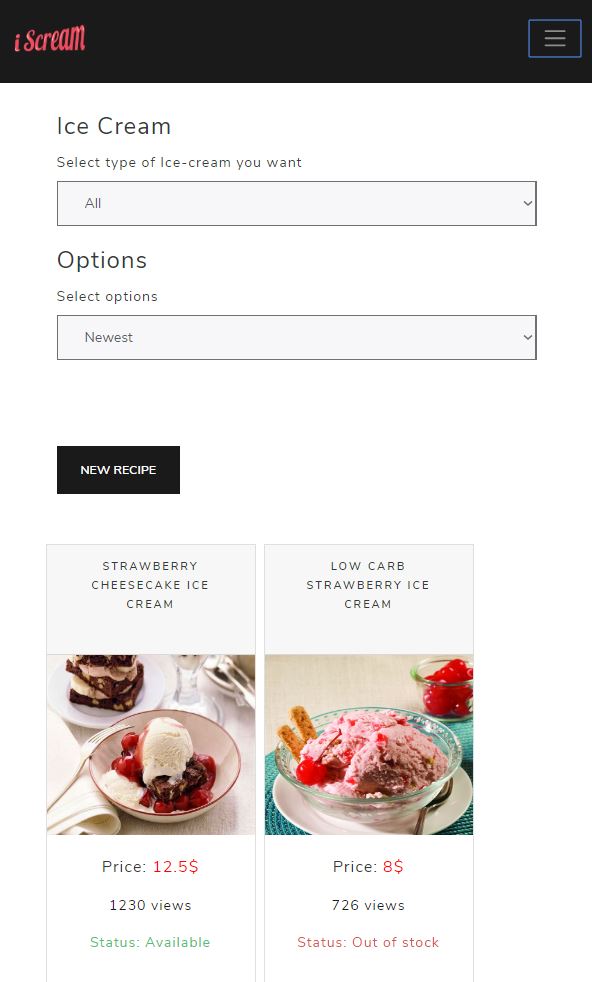 i Scream
Ice Cream
Select type of Ice-cream you want
All
Options
Select options
Newest
NEW RECIPE
STRAWBERRY
CHEESECAKE ICE
CREAM
Price: 12.5$
1230 views
Status: Available
LOW CARB
STRAWBERRY ICE
CREAM
Price: 8$
726 views
Status: Out of stock